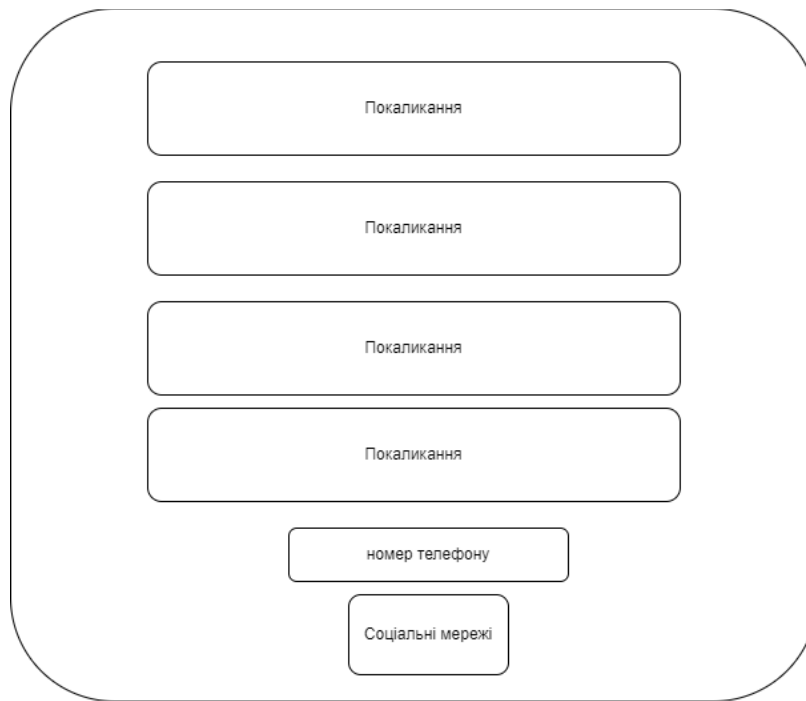 Покаликання
Покаликання
Покаликання
Покаликання
номер телефону
Соціальні мережі